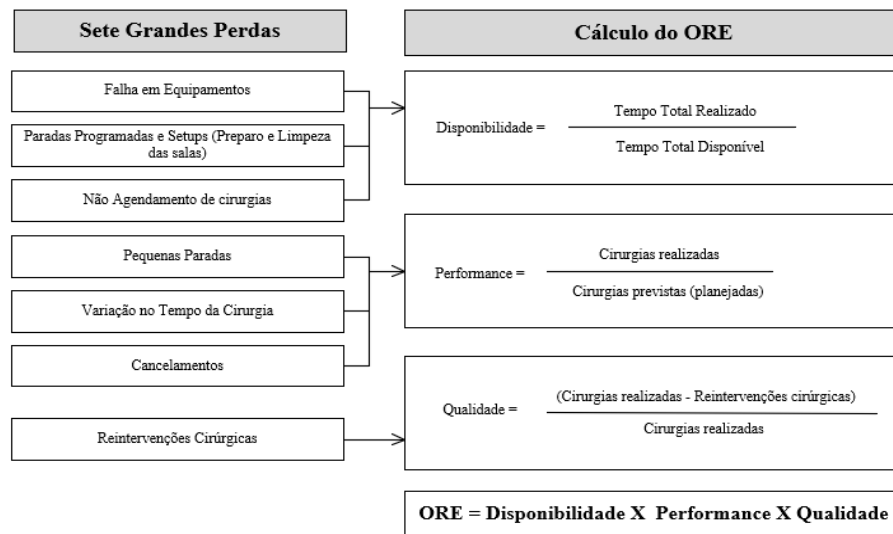 Sete Grandes Perdas
Cálculo do ORE
Falha em Equipamentos
Paradas Programadas e Setups (Preparo e Limpeza
das salas)
Não Agendamento de cirurgias
Disponibilidade =
Tempo Total Realizado
Tempo Total Disponível
Pequenas Paradas
Variação no Tempo da Cirurgia
Cancelamentos
Performance =
Cirurgias realizadas
Cirurgias previstas (planejadas)
Reintervenções Cirúrgicas
Qualidade =
(Cirurgias realizadas - Reintervenções cirúrgicas)
Cirurgias realizadas
ORE = Disponibilidade X Performance X Qualidade